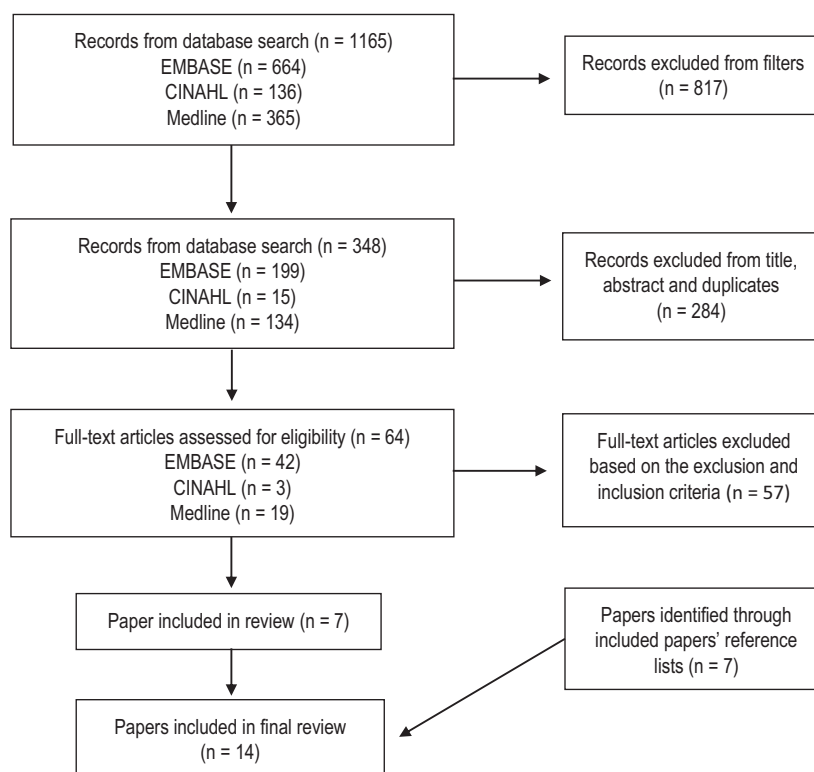 Records from database search (n = 1165)
EMBASE (n = 664)
CINAHL (n = 136)
Medline (n = 365)
Records excluded from filters
(n = 817)
Records from database search (n = 348)
EMBASE (n = 199)
CINAHL (n = 15)
Medline (n = 134)
Records excluded from title,
abstract and duplicates
(n = 284)
Full-text articles assessed for eligibility (n = 64)
EMBASE (n = 42)
CINAHL (n = 3)
Medline (n = 19)
Full-text articles excluded
based on the exclusion and
inclusion criteria (n = 57)
Paper included in review (n = 7)
Papers identified through
included papers’ reference
lists (n = 7)
Papers included in final review
(n = 14)